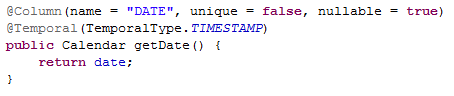 @Column(name = "DATE", unique = false, nullable = true)
@Temporal(TemporalType.TIMESTAMP)
public Calendar getDate() {
    return date;
}